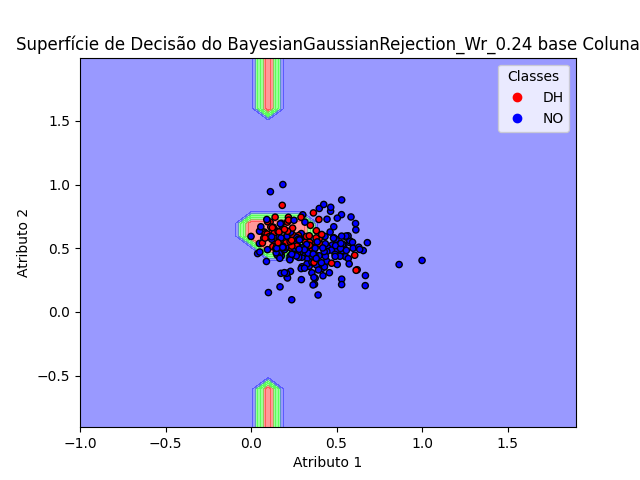 Superfície de Decisão do BayesianGaussianRejection_Wr_0.24 base Coluna
Classes
DH
NO
1.5
1.0
0.5
0.0
−0.5
Atributo 2
−1.0
−0.5
0.0
0.5
1.0
1.5
Atributo 1